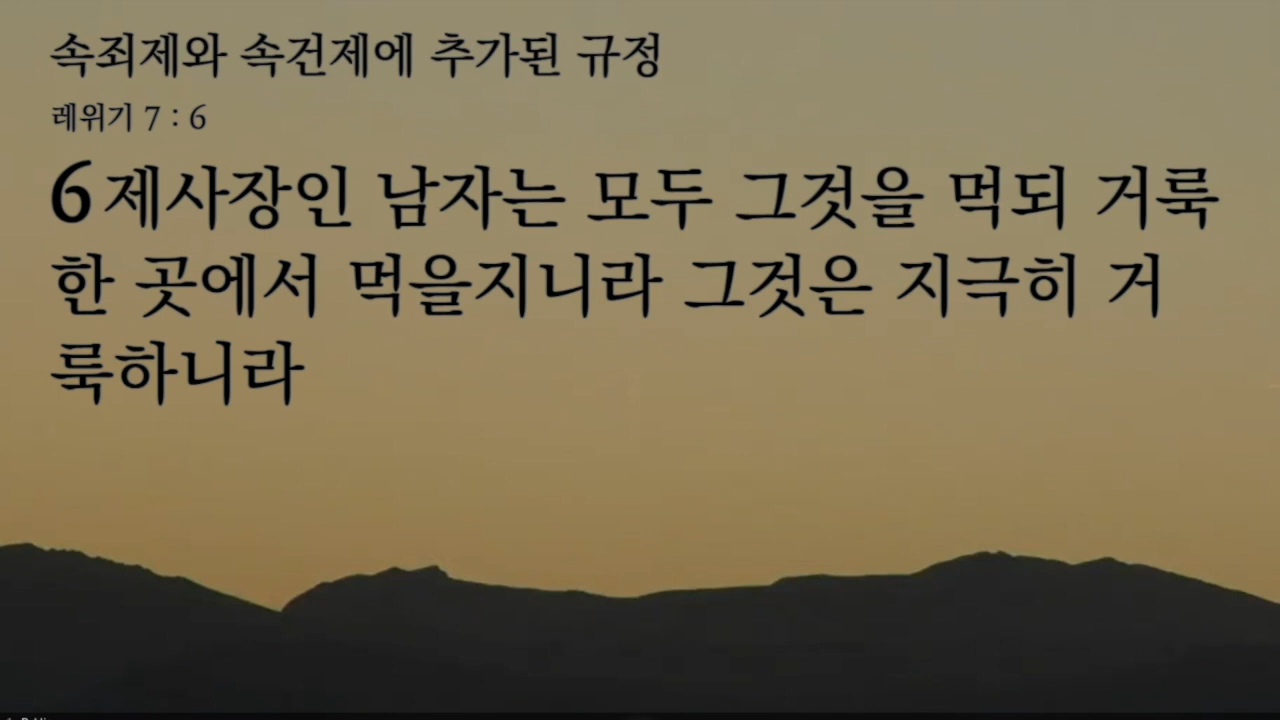 속죄제와 속건제에 추가된 규정
레위기 7 : 6
6 제사장인 남자는 모두 그것을 먹되 거룩
한 곳에서 먹을지니라 그것은 지극히 거
룩하니라